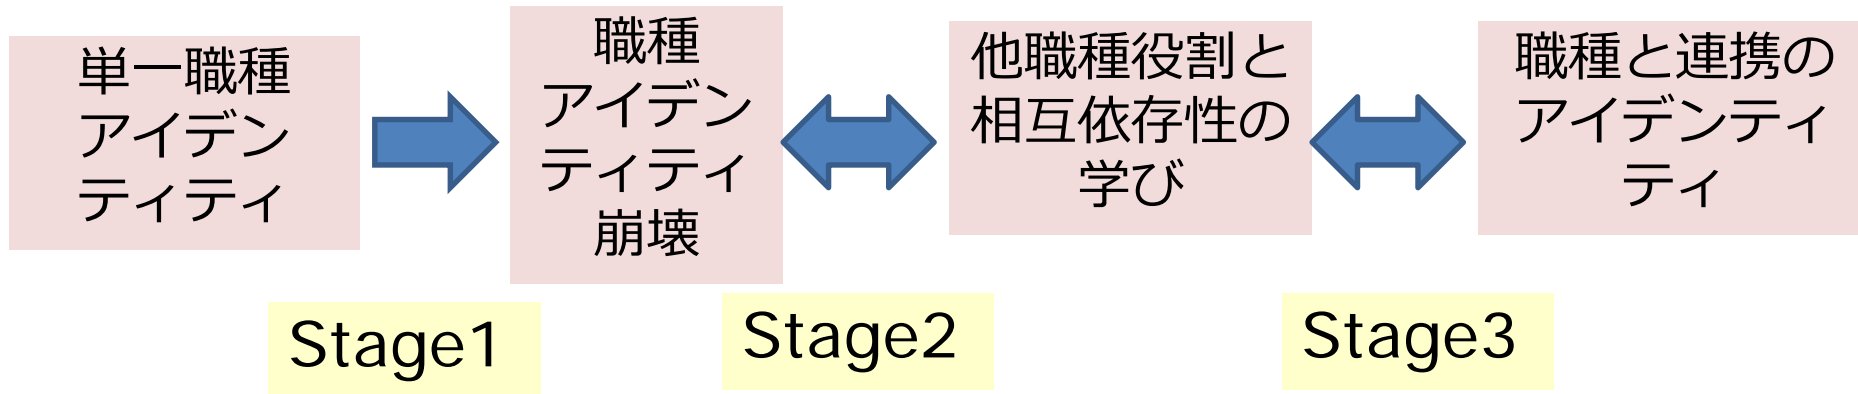 単一職種
アイデン
ティティ
職種
アイデン
ティティ
崩壊
他職種役割と
相互依存性の
学び
職種と連携の
アイデンティ
ティ
Stage1
Stage2
Stage3